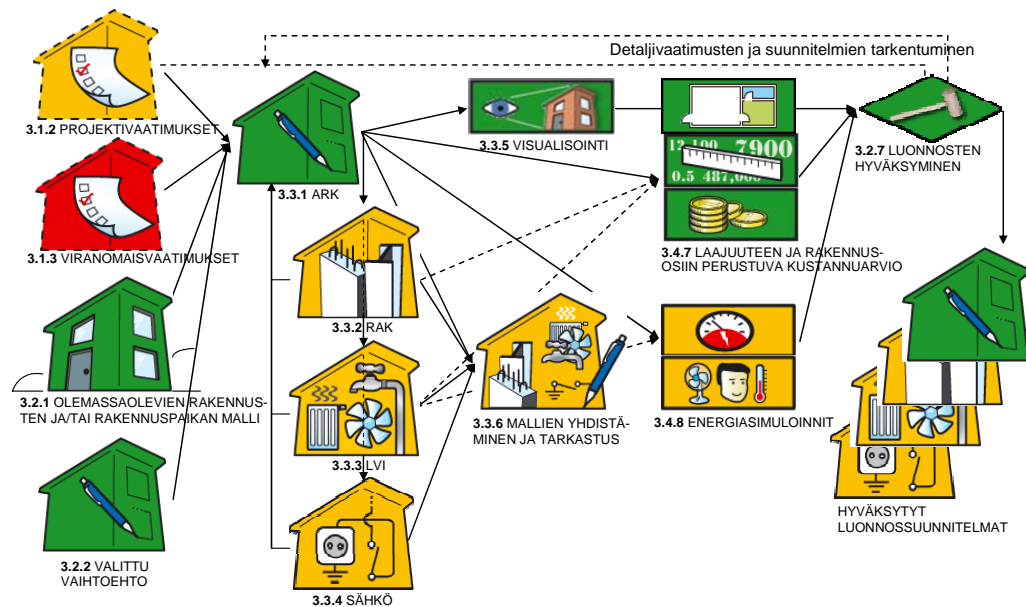 Detaljivaatimusten ja suunnitelmien tarkentuminen
3.1.2 PROJEKTIVAATIMUKSET
3.1.3 VIRANOMAISVAATIMUKSET
3.2.1 OLEMASSAOLEVIEN RAKENNUS-
TEN JA/TAI RAKENNUSPAIKAN MALLI
3.2.2 VALITTU
VAIHTOEHTO
3.3.1 ARK
3.3.2 RAK
3.3.3 LVI
3.3.4 SÄHKÖ
3.3.5 VISUALISOINTI
3.3.6 MALLIEN YHDISTÄ-
MINEN JA TARKASTUS
7900
0.5 487,000
3.4.7 LAAJUUTEEN JA RAKENNUS-
OSIIN PERUSTUVA KUSTANNUARVIO
3.4.8 ENERGIASIMULOINNIT
3.2.7 LUONNOSTEN
HYVÄKSYMINEN
HYVÄKSYTYT
LUONNOSSUUNNITELMAT